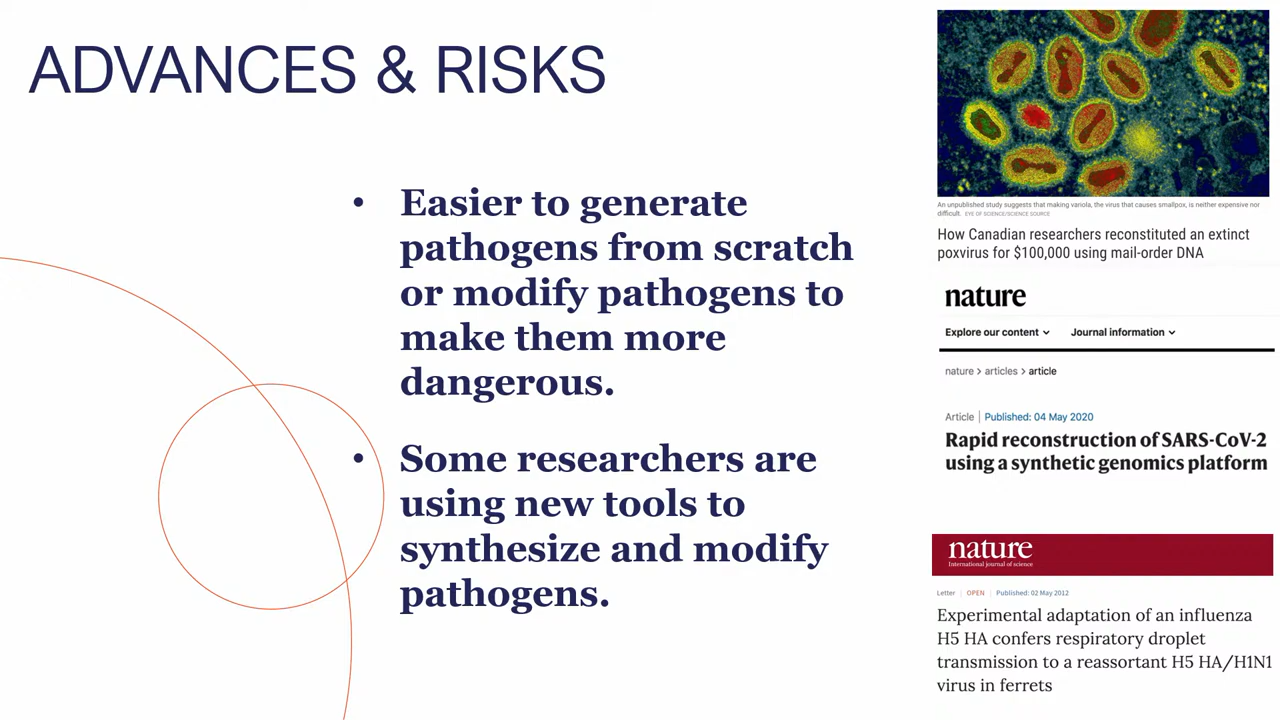 ADVANCES & RISKS
• Easier to generate
pathogens from scratch
or modify pathogens to
make them more
dangerous.
• Some researchers are
using new tools to
synthesize and modify
pathogens.
An unpublished study suggests that making variola, the virus that causes smallpox, is neither expensive nor
difficult. EYE OF SCIENCE/SCIENCE SOURCE
How Canadian researchers reconstituted an extinct
poxvirus for $100,000 using mail-order DNA
nature
Explore our content Journal information
nature > articles > article
Article | Published: 04 May 2020
Rapid reconstruction of SARS-CoV-2
using a synthetic genomics platform
nature
International journal of science
Letter | OPEN | Published: 02 May 2012
Experimental adaptation of an influenza
H5 HA confers respiratory droplet
transmission to a reassortant H5 HA/H1N1
virus in ferrets